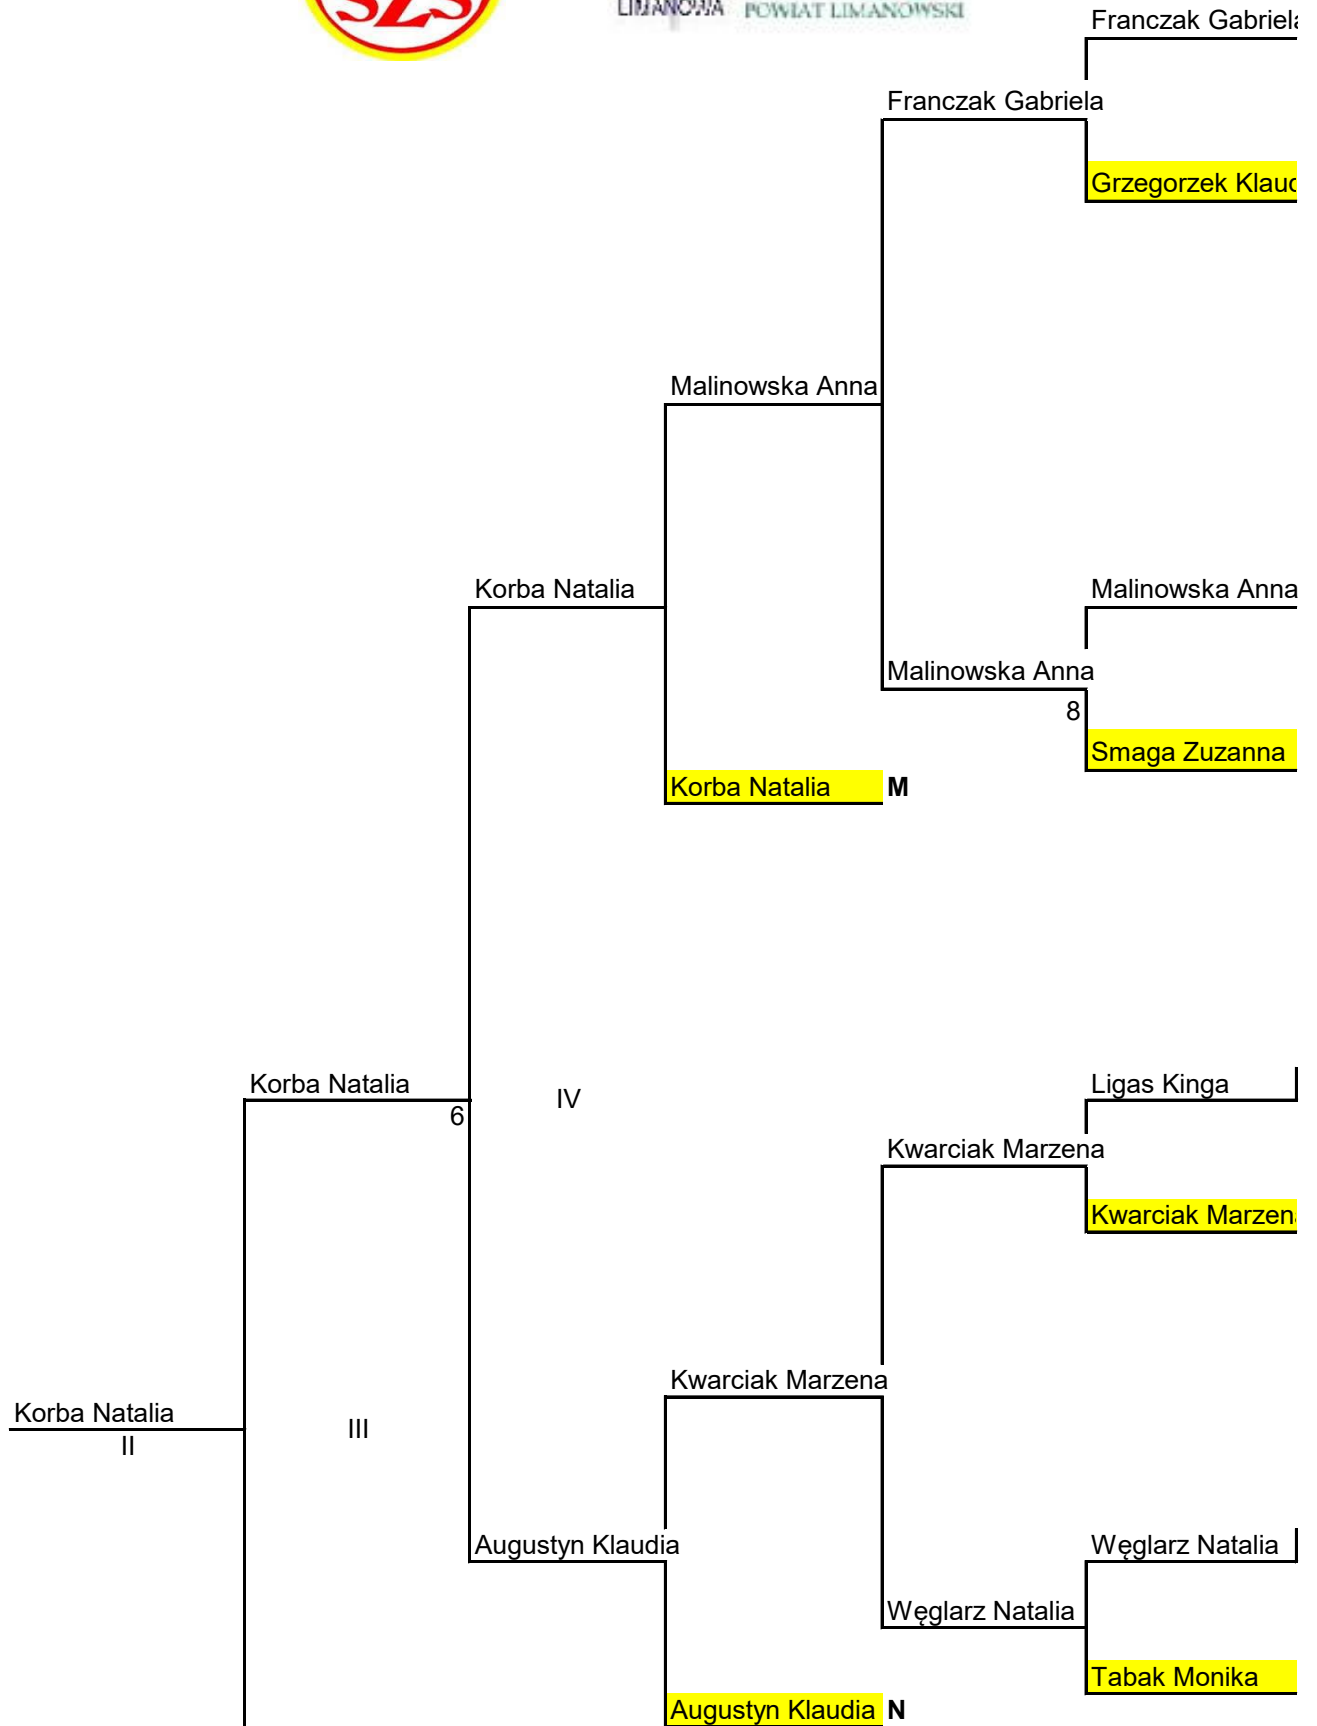 SZS
LIMANOWA POWIAT LIMANOWSKI
Franczak Gabriela
Franczak Gabriela
Grzegorzek Klaud
Malinowska Anna
Korba Natalia
Malinowska Anna
Malinowska Anna
8
Smaga Zuzanna
Korba Natalia M
Korba Natalia
6
IV
Ligas Kinga
Kwarciak Marzena
Kwarciak Marzena
Kwarciak Marzena
Korba Natalia
II
III
Augustyn Klaudia
Węglarz Natalia
Węglarz Natalia
Tabak Monika
Augustyn Klaudia N